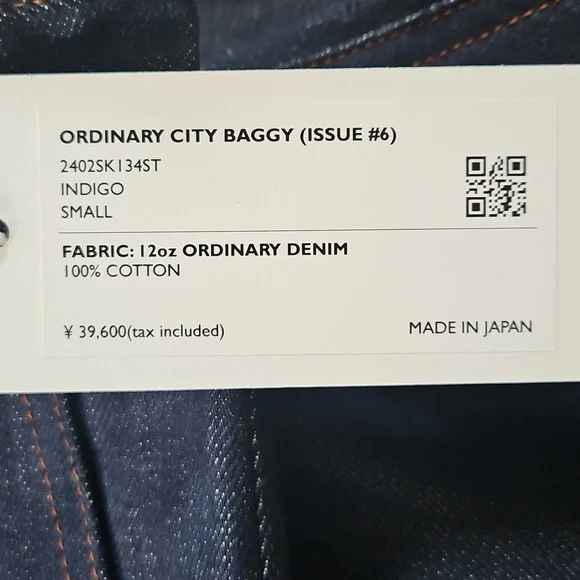 ORDINARY CITY BAGGY (ISSUE #6)
2402SK134ST
INDIGO
SMALL
FABRIC: 12oz ORDINARY DENIM
100% COTTON
¥ 39,600(tax included)
MADE IN JAPAN